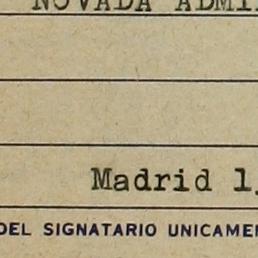 NOVADA ADMI
Madrid 1
DEL SIGNATARIO UNICAME